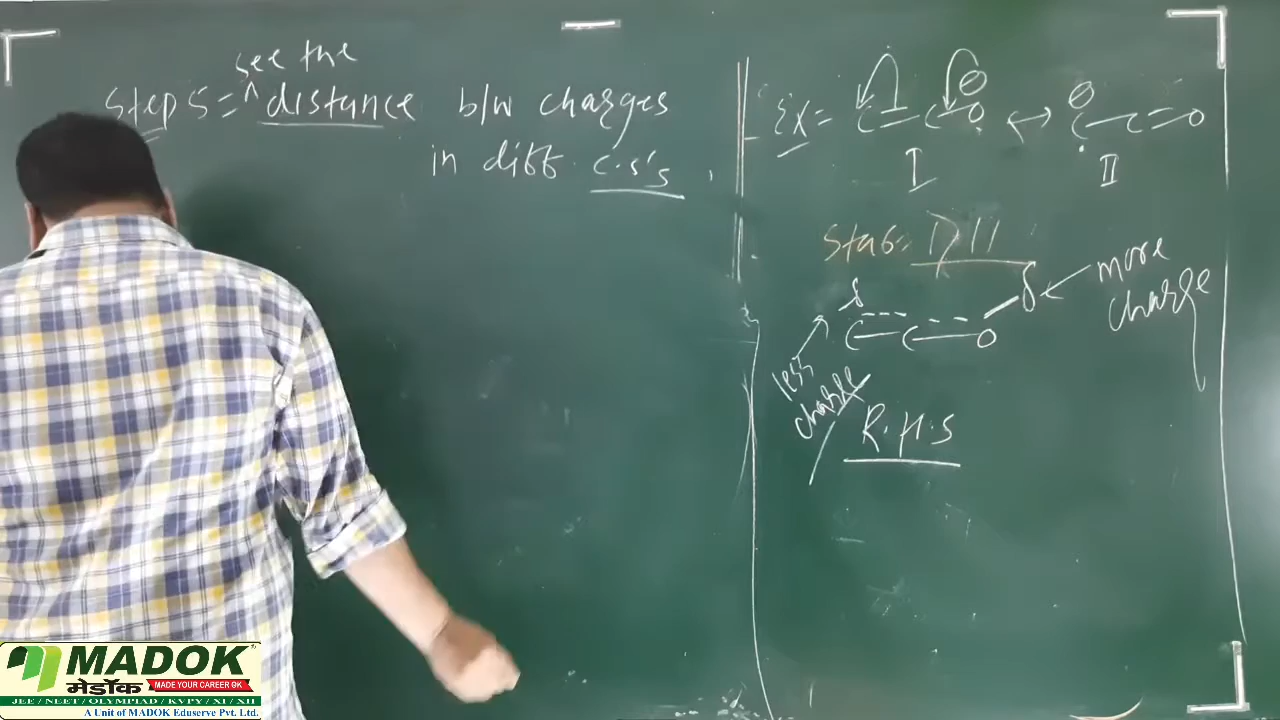 see the
Step 5 = ^ distance b/w charges
in diff. C.S's.
Ex = C = C - O ⊖ ↔ ⊖ C - C = O
I II
Stab = I > II
δ δ ← more charge
C - C - O
less charge
R.H.S
MADOK
मेडॉक MADE YOUR CAREER OK
JEE / NEET / OLYMPIAD / KVPY / XI / XII
A Unit of MADOK Eduserve Pvt. Ltd.